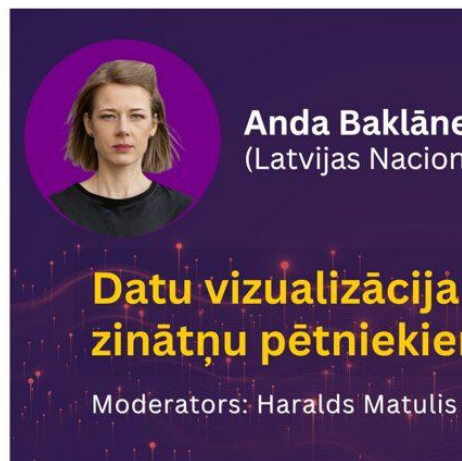 Anda Baklāne
(Latvijas Nacion
Datu vizualizācija
zinātņu pētniekie
Moderators: Haralds Matulis